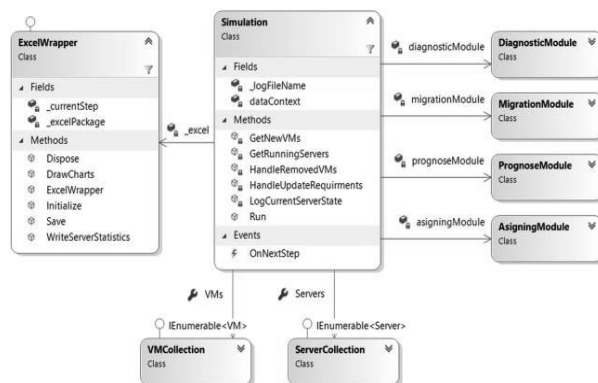 ExcelWrapper
Class
Fields
_currentStep
_excelPackage
Methods
Dispose
DrawCharts
ExcelWrapper
Initialize
Save
WriteServerStatistics
_excel
Simulation
Class
Fields
_logFileName
dataContext
Methods
GetNewVMs
GetRunningServers
HandleRemovedVMs
HandleUpdateRequirments
LogCurrentServerState
Run
Events
OnNextStep
diagnosticModule
DiagnosticModule
Class
migrationModule
MigrationModule
Class
prognoseModule
PrognoseModule
Class
asigningModule
AsigningModule
Class
VMs
IEnumerable<VM>
VMCollection
Class
Servers
IEnumerable<Server>
ServerCollection
Class